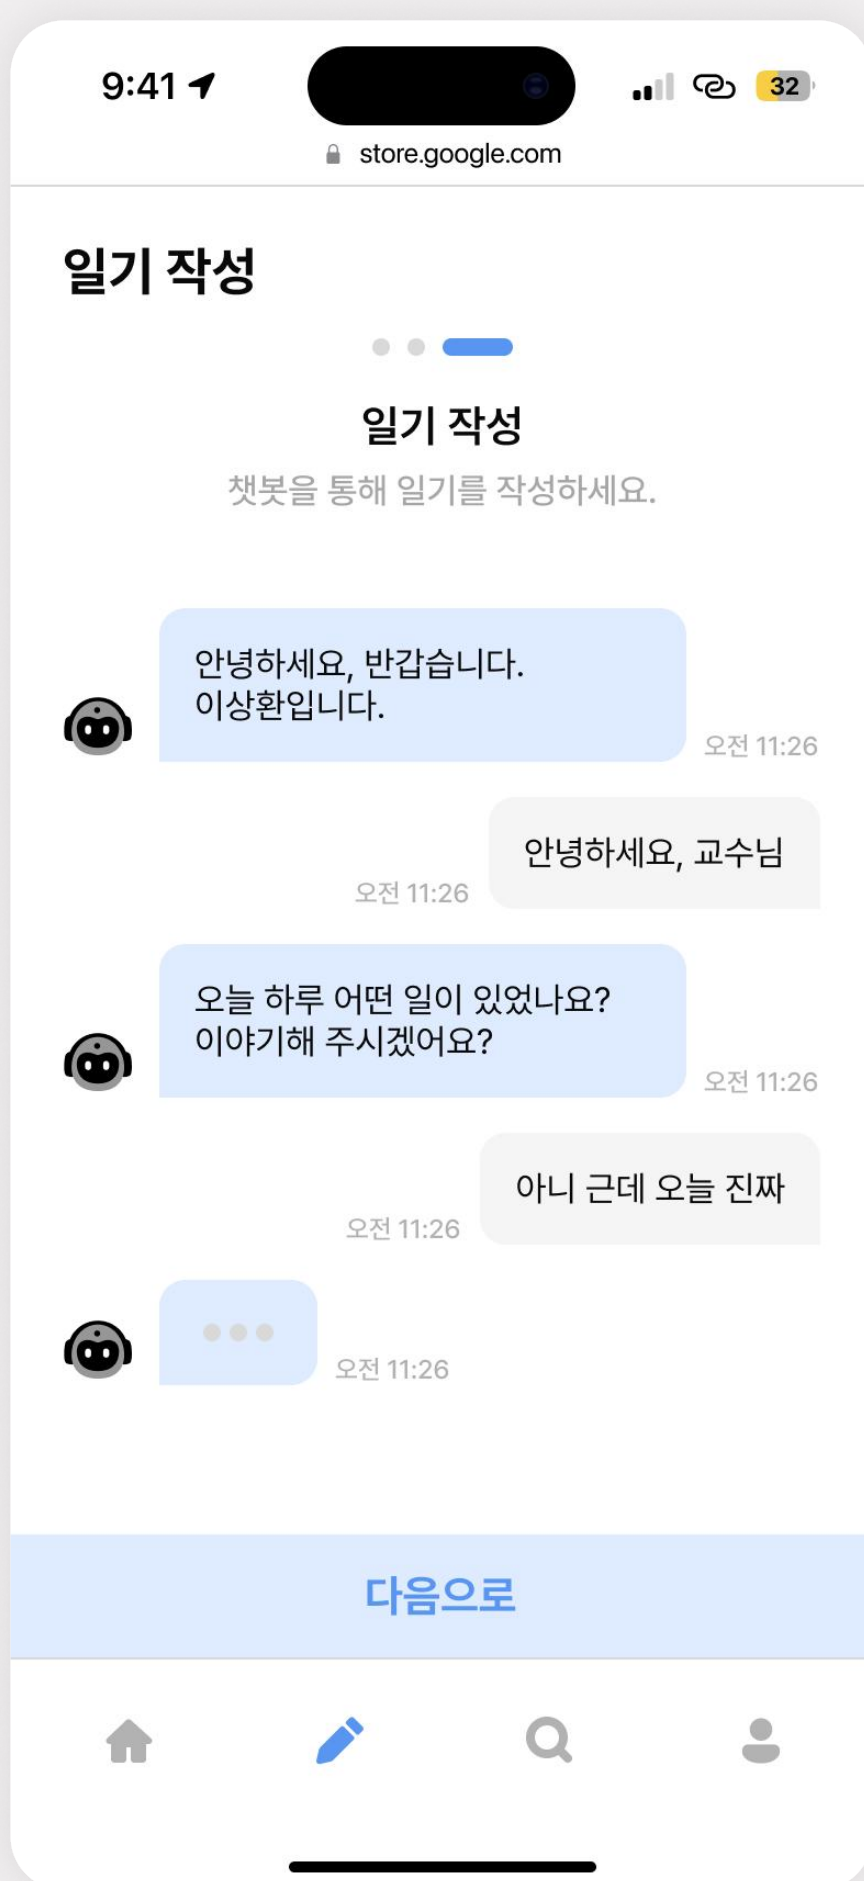 9:41
32
store.google.com
일기 작성
일기 작성
챗봇을 통해 일기를 작성하세요.
안녕하세요, 반갑습니다.
이상환입니다.
오전 11:26
안녕하세요, 교수님
오전 11:26
오늘 하루 어떤 일이 있었나요?
이야기해 주시겠어요?
오전 11:26
아니 근데 오늘 진짜
오전 11:26
오전 11:26
다음으로